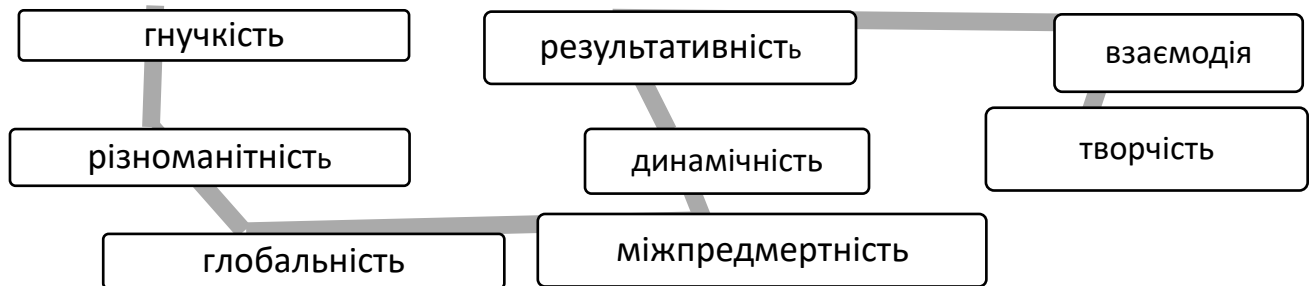 гнучкість
результативність
взаємодія
різноманітність
динамічність
творчість
глобальність
міжпредмертність